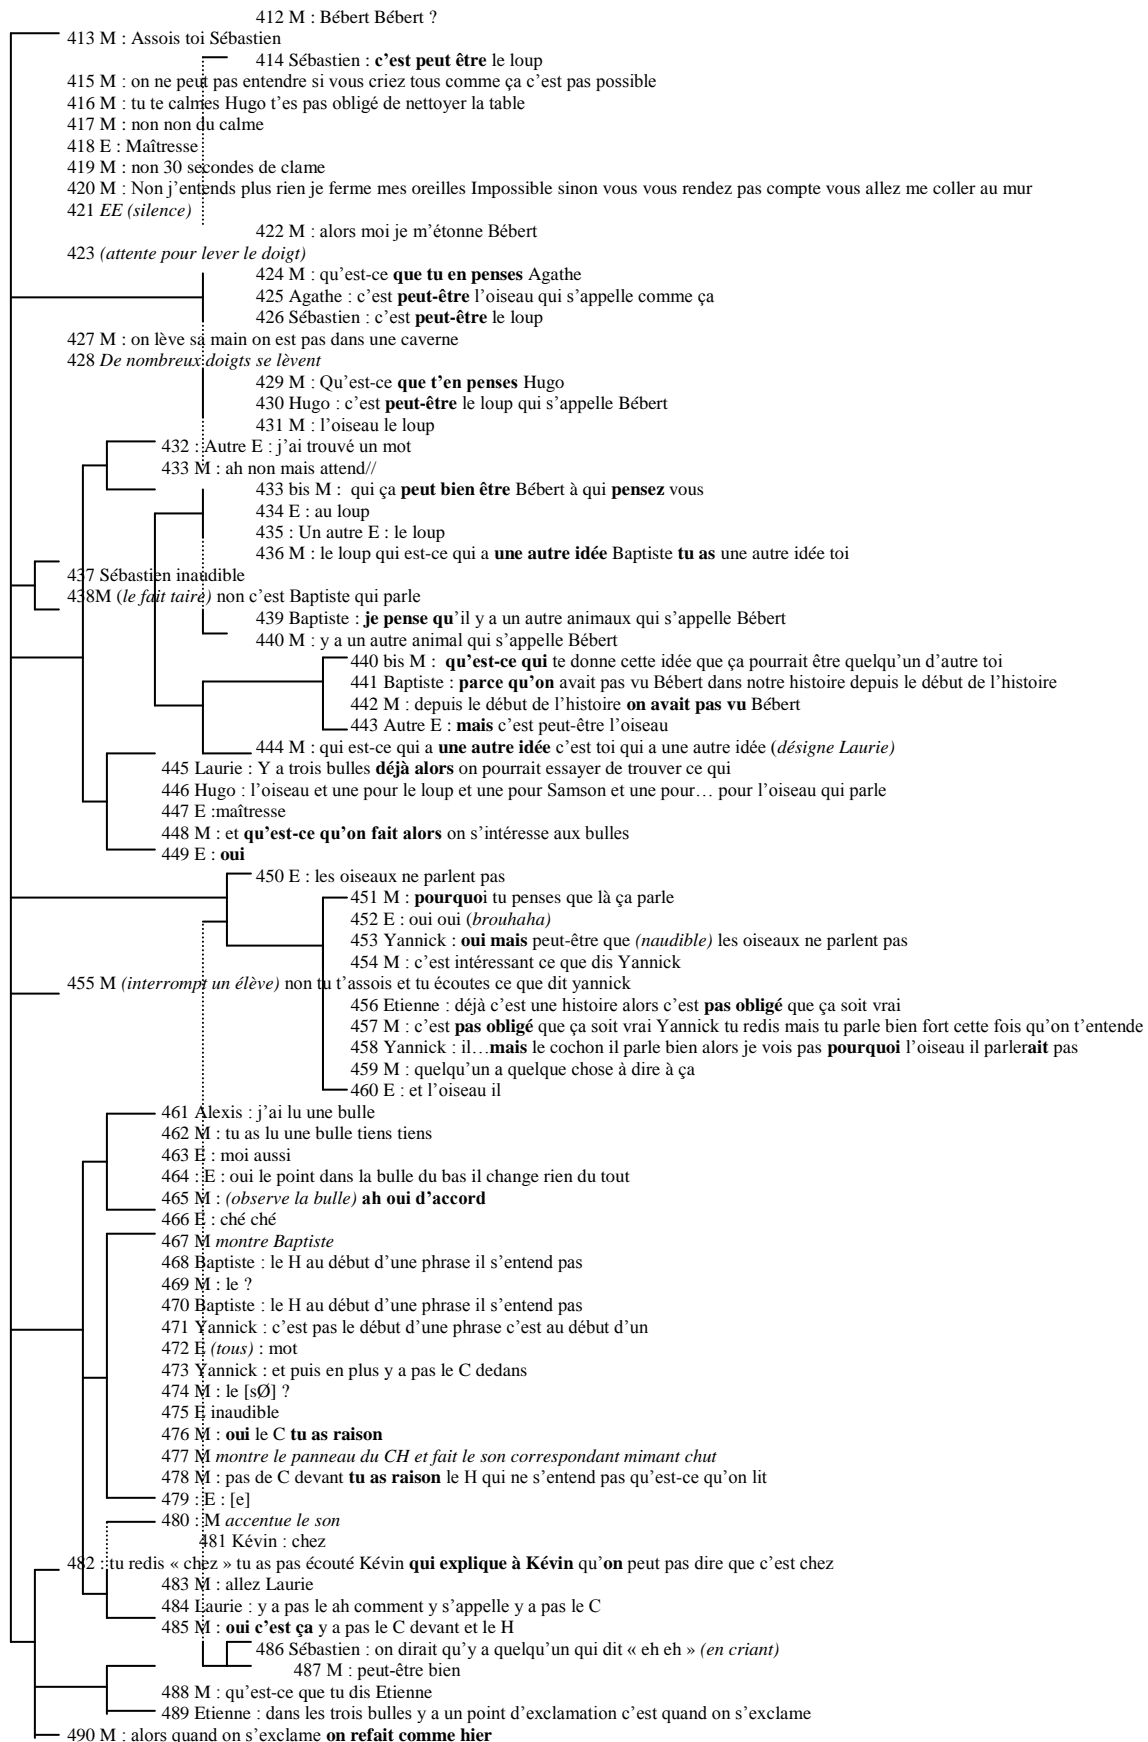 412 M : Bébert Bébert ?
413 M : Assois toi Sébastien
414 Sébastien : c'est peut être le loup
415 M : on ne peut pas entendre si vous criez tous comme ça c'est pas possible
416 M : tu te calmes Hugo t'es pas obligé de nettoyer la table
417 M : non non du calme
418 E : Maîtresse
419 M : non 30 secondes de clame
420 M : Non j'entends plus rien je ferme mes oreilles Impossible sinon vous vous rendez pas compte vous allez me coller au mur
421 EE (silence)
422 M : alors moi je m'étonne Bébert
423 (attente pour lever le doigt)
424 M : qu'est-ce que tu en penses Agathe
425 Agathe : c'est peut-être l'oiseau qui s'appelle comme ça
426 Sébastien : c'est peut-être le loup
427 M : on lève sa main on est pas dans une caverne
428 De nombreux doigts se lèvent
429 M : Qu'est-ce que t'en penses Hugo
430 Hugo : c'est peut-être le loup qui s'appelle Bébert
431 M : l'oiseau le loup
432 : Autre E : j'ai trouvé un mot
433 M : ah non mais attend//
433 bis M : qui ça peut bien être Bébert à qui pensez vous
434 E : au loup
435 : Un autre E : le loup
436 M : le loup qui est-ce qui a une autre idée Baptiste tu as une autre idée toi
437 Sébastien inaudible
438M (le fait taire) non c'est Baptiste qui parle
439 Baptiste : je pense qu'il y a un autre animaux qui s'appelle Bébert
440 M : y a un autre animal qui s'appelle Bébert
440 bis M : qu'est-ce qui te donne cette idée que ça pourrait être quelqu'un d'autre toi
441 Baptiste : parce qu'on avait pas vu Bébert dans notre histoire depuis le début de l'histoire
442 M : depuis le début de l'histoire on avait pas vu Bébert
443 Autre E : mais c'est peut-être l'oiseau
444 M : qui est-ce qui a une autre idée c'est toi qui a une autre idée (désigne Laurie)
445 Laurie : Y a trois bulles déjà alors on pourrait essayer de trouver ce qui
446 Hugo : l'oiseau et une pour le loup et une pour Samson et une pour… pour l'oiseau qui parle
447 E :maîtresse
448 M : et qu'est-ce qu'on fait alors on s'intéresse aux bulles
449 E : oui
450 E : les oiseaux ne parlent pas
451 M : pourquoi tu penses que là ça parle
452 E : oui oui (brouhaha)
453 Yannick : oui mais peut-être que (naudible) les oiseaux ne parlent pas
454 M : c'est intéressant ce que dis Yannick
455 M (interrompt un élève) non tu t'assois et tu écoutes ce que dit yannick
456 Etienne : déjà c'est une histoire alors c'est pas obligé que ça soit vrai
457 M : c'est pas obligé que ça soit vrai Yannick tu redis mais tu parle bien fort cette fois qu'on t'entende
458 Yannick : il…mais le cochon il parle bien alors je vois pas pourquoi l'oiseau il parlerait pas
459 M : quelqu'un a quelque chose à dire à ça
460 E : et l'oiseau il
461 Alexis : j'ai lu une bulle
462 M : tu as lu une bulle tiens tiens
463 E : moi aussi
464 : E : oui le point dans la bulle du bas il change rien du tout
465 M : (observe la bulle) ah oui d'accord
466 E : ché ché
467 M montre Baptiste
468 Baptiste : le H au début d'une phrase il s'entend pas
469 M : le ?
470 Baptiste : le H au début d'une phrase il s'entend pas
471 Yannick : c'est pas le début d'une phrase c'est au début d'un
472 E (tous) : mot
473 Yannick : et puis en plus y a pas le C dedans
474 M : le [sØ] ?
475 E inaudible
476 M : oui le C tu as raison
477 M montre le panneau du CH et fait le son correspondant mimant chut
478 M : pas de C devant tu as raison le H qui ne s'entend pas qu'est-ce qu'on lit
479 : E : [e]
480 : M accentue le son
481 Kévin : chez
482 : tu redis « chez » tu as pas écouté Kévin qui explique à Kévin qu'on peut pas dire que c'est chez
483 M : allez Laurie
484 Laurie : y a pas le ah comment y s'appelle y a pas le C
485 M : oui c'est ça y a pas le C devant et le H
486 Sébastien : on dirait qu'y a quelqu'un qui dit « eh eh » (en criant)
487 M : peut-être bien
488 M : qu'est-ce que tu dis Etienne
489 Etienne : dans les trois bulles y a un point d'exclamation c'est quand on s'exclame
490 M : alors quand on s'exclame on refait comme hier